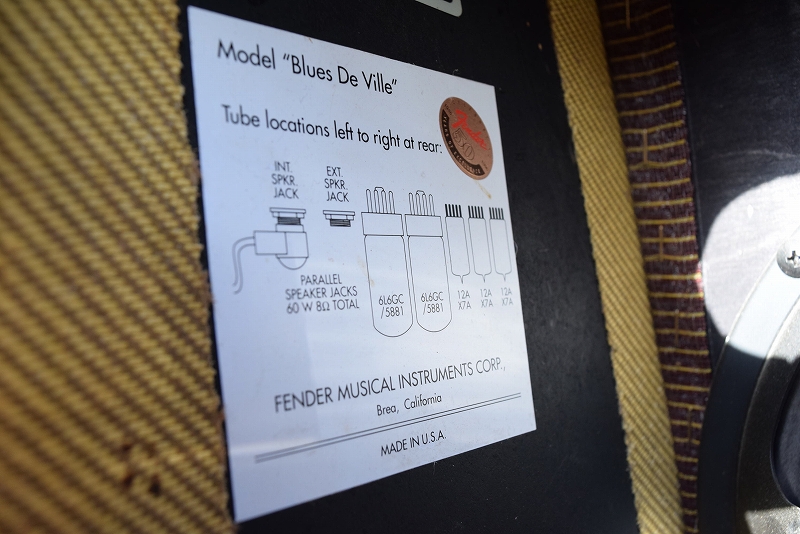 Model "Blues De Ville"
Tube locations left to right at rear:
Fender
INT.
SPKR.
JACK
EXT.
SPKR.
JACK
PARALLEL
SPEAKER JACKS
60 W 8Ω TOTAL
6L6GC
/5881
6L6GC
/5881
12A
X7A
12A
X7A
12A
X7A
FENDER MUSICAL INSTRUMENTS CORP.,
Brea, California
MADE IN U.S.A.